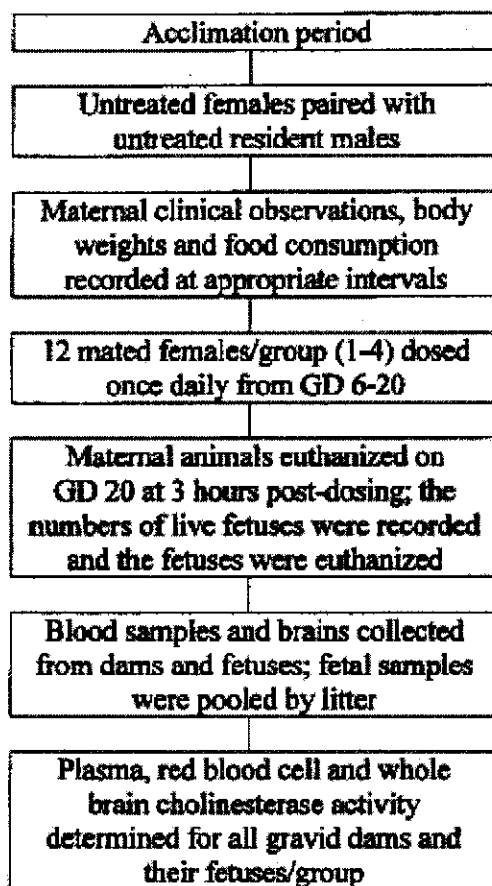 Acclimation period
Untreated females paired with
untreated resident males
Maternal clinical observations, body
weights and food consumption
recorded at appropriate intervals
12 mated females/group (1-4) dosed
once daily from GD 6-20
Maternal animals euthanized on
GD 20 at 3 hours post-dosing; the
numbers of live fetuses were recorded
and the fetuses were euthanized
Blood samples and brains collected
from dams and fetuses; fetal samples
were pooled by litter
Plasma, red blood cell and whole
brain cholinesterase activity
determined for all gravid dams and
their fetuses/group